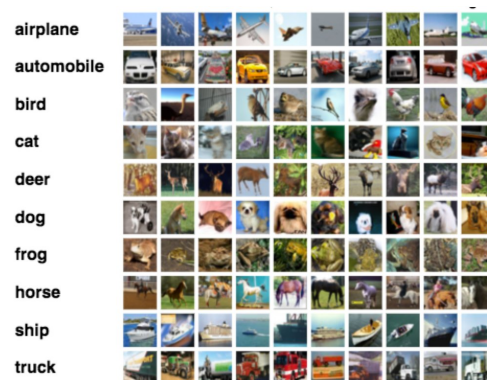 airplane
automobile
bird
cat
deer
dog
frog
horse
ship
truck